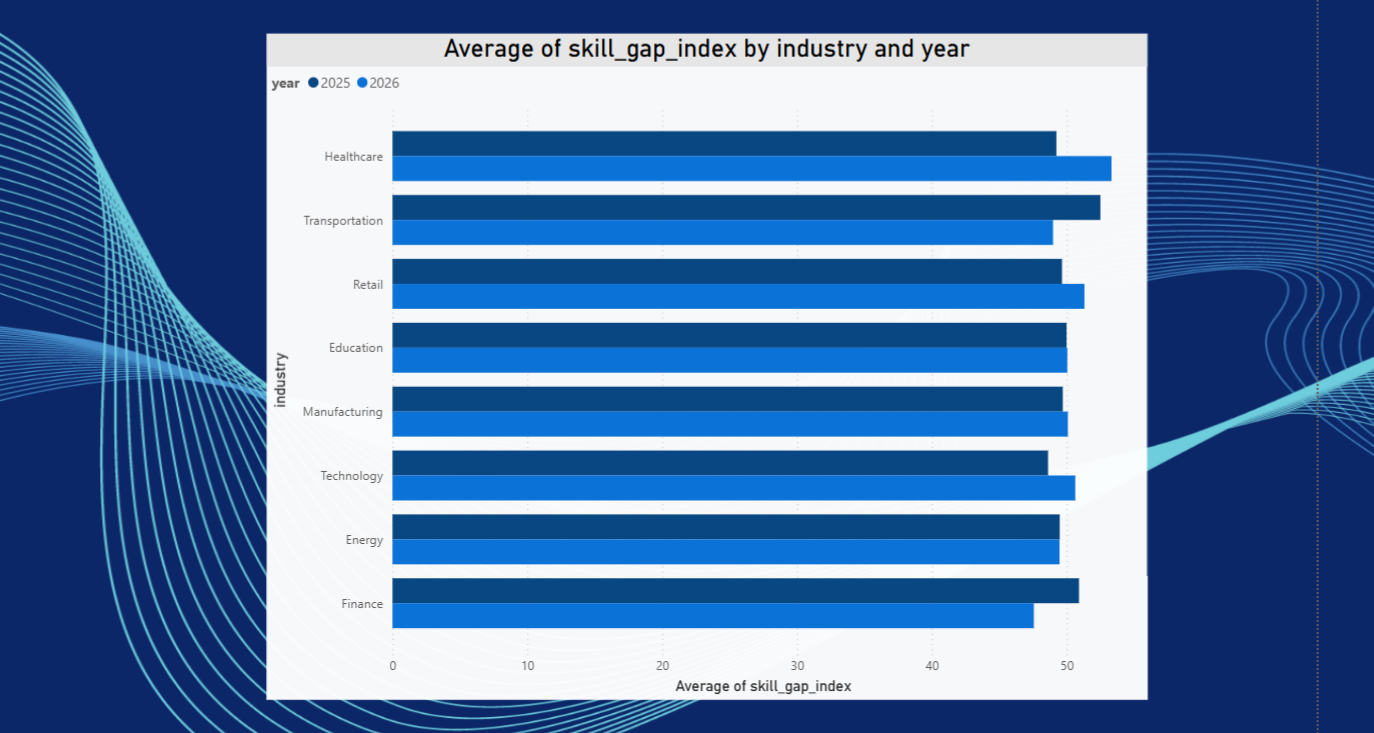 Average of skill_gap_index by industry and year
year 2025 2026
industry
Healthcare
Transportation
Retail
Education
Manufacturing
Technology
Energy
Finance
0 10 20 30 40 50
Average of skill_gap_index